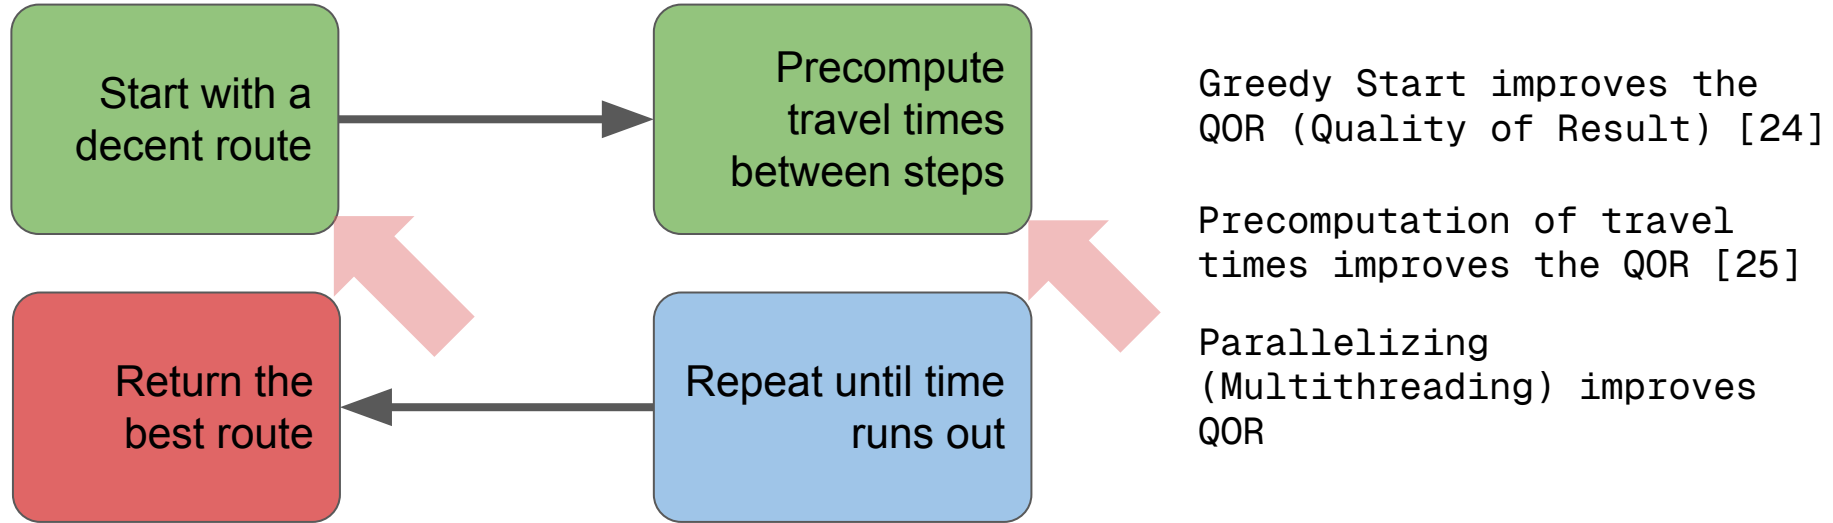 Start with a
decent route
Precompute
travel times
between steps
Return the
best route
Repeat until time
runs out
Greedy Start improves the
QOR (Quality of Result) [24]
Precomputation of travel
times improves the QOR [25]
Parallelizing
(Multithreading) improves
QOR